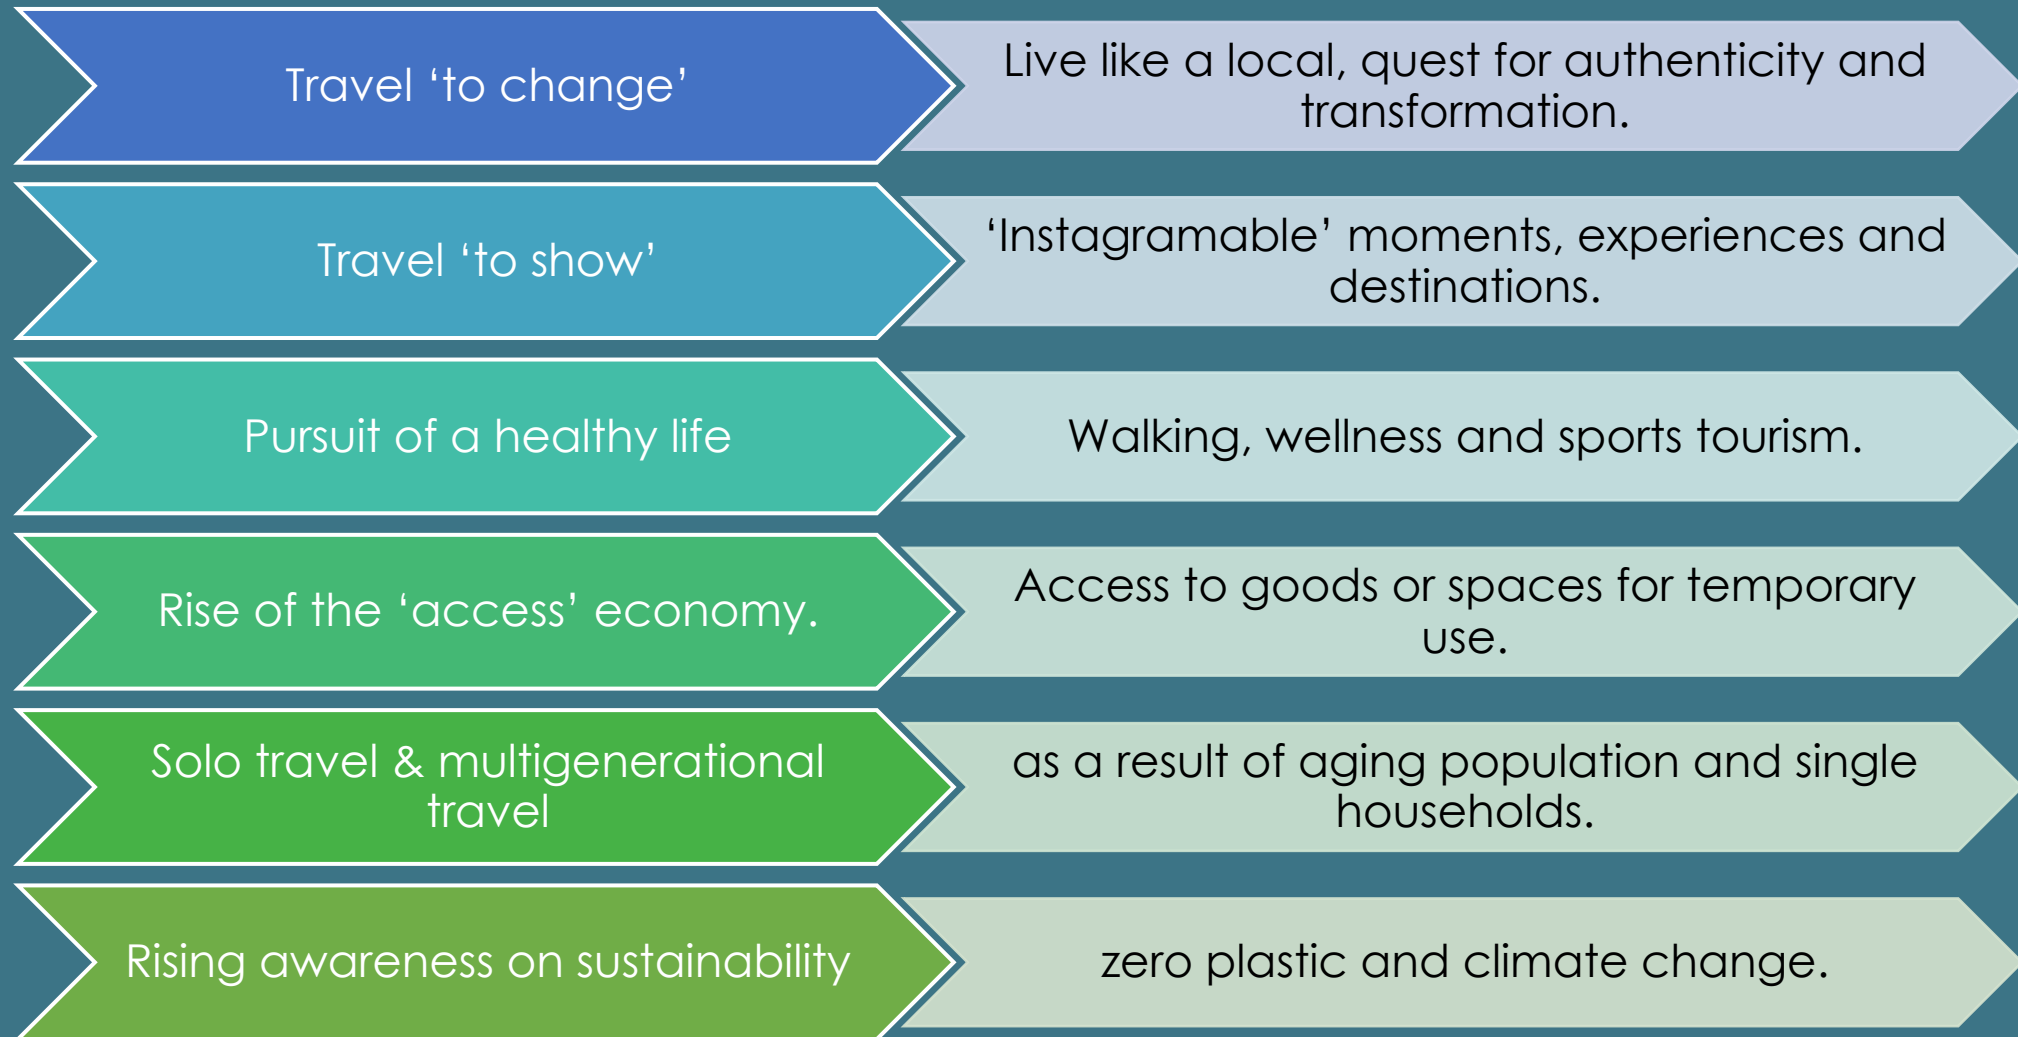 Travel ‘to change’
Live like a local, quest for authenticity and
transformation.
Travel ‘to show’
‘Instagramable’ moments, experiences and
destinations.
Pursuit of a healthy life
Walking, wellness and sports tourism.
Rise of the ‘access’ economy.
Access to goods or spaces for temporary
use.
Solo travel & multigenerational
travel
as a result of aging population and single
households.
Rising awareness on sustainability
zero plastic and climate change.